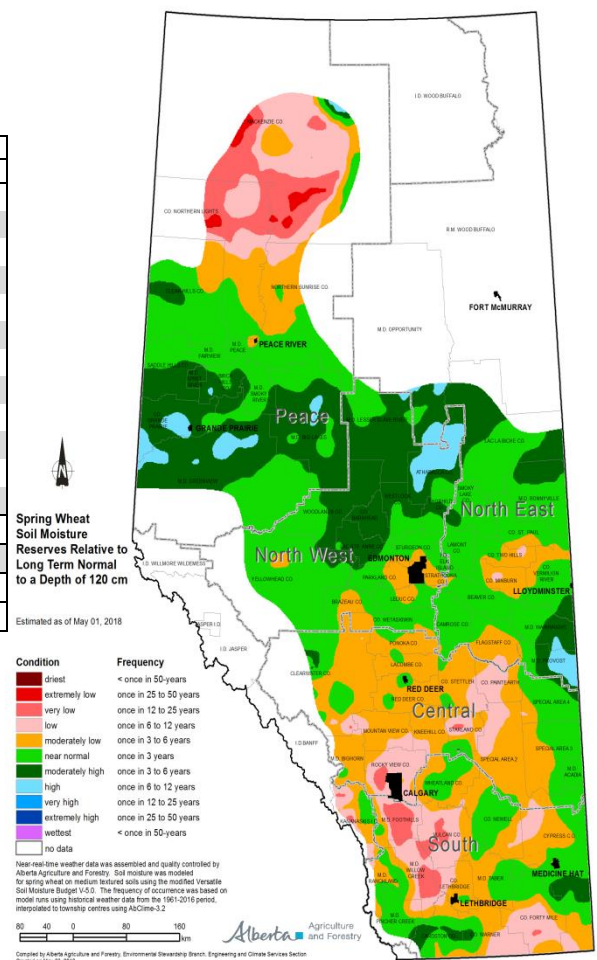 I.D. WOOD BUFFALO
MCKENZIE CO.
CO. NORTHERN LIGHTS
R.M. WOOD BUFFALO
NORTHERN SUNRISE CO.
FORT McMURRAY
M.D. OPPORTUNITY
M.D. PEACE
PEACE RIVER
M.D. FAIRVIEW
Peace
GRANDE PRAIRIE
LAC LA BICHE CO.
North East
M.D. BONNYVILLE
WOODLANDS CO.
CO. ST. PAUL
North West
EDMONTON
STURGEON CO.
LAMONT CO.
CO. TWO HILLS
I.D. WILLMORE WILDERNESS
YELLOWHEAD CO.
PARKLAND CO.
STRATHCONA CO.
CO. MINBURN
CO. VERMILION RIVER
LLOYDMINSTER
BRAZEAU CO.
LEDUC CO.
BEAVER CO.
CO. WETASKIWIN
CAMROSE CO.
JASPER I.D.
I.D. JASPER
PONOKA CO.
FLAGSTAFF CO.
M.D. PROVOST
CLEARWATER CO.
LACOMBE CO.
RED DEER
CO. STETTLER
CO. PAINTEARTH
RED DEER CO.
Central
SPECIAL AREA 4
MOUNTAIN VIEW CO.
KNEEHILL CO.
STARLAND CO.
I.D. BANFF
M.D. BIGHORN
SPECIAL AREA 2
SPECIAL AREA 3
ROCKY VIEW CO.
M.D. ACADIA
CALGARY
WHEATLAND CO.
M.D. FOOTHILLS
CO. NEWELL
VULCAN CO.
South
CYPRESS CO.
M.D. RANCHLAND
M.D. WILLOW CREEK
CO. LETHBRIDGE
M.D. TABER
MEDICINE HAT
LETHBRIDGE
CO. FORTY MILE
M.D. PINCHER CREEK
CO. WARNER
N
Spring Wheat
Soil Moisture
Reserves Relative to
Long Term Normal
to a Depth of 120 cm
Estimated as of May 01, 2018
Condition Frequency
driest < once in 50-years
extremely low once in 25 to 50 years
very low once in 12 to 25 years
low once in 6 to 12 years
moderately low once in 3 to 6 years
near normal once in 3 years
moderately high once in 3 to 6 years
high once in 6 to 12 years
very high once in 12 to 25 years
extremely high once in 25 to 50 years
wettest < once in 50-years
no data
Near-real-time weather data was assembled and quality controlled by
Alberta Agriculture and Forestry. Soil moisture was modeled
for spring wheat on medium textured soils using the modified Versatile
Soil Moisture Budget V-5.0. The frequency of occurrence was based on
model runs using historical weather data from the 1961-2016 period,
interpolated to township centres using AbClime-3.2
80 40 0 80 160
km
Alberta Agriculture
and Forestry
Compiled by Alberta Agriculture and Forestry, Environmental Stewardship Branch, Engineering and Climate Services Section